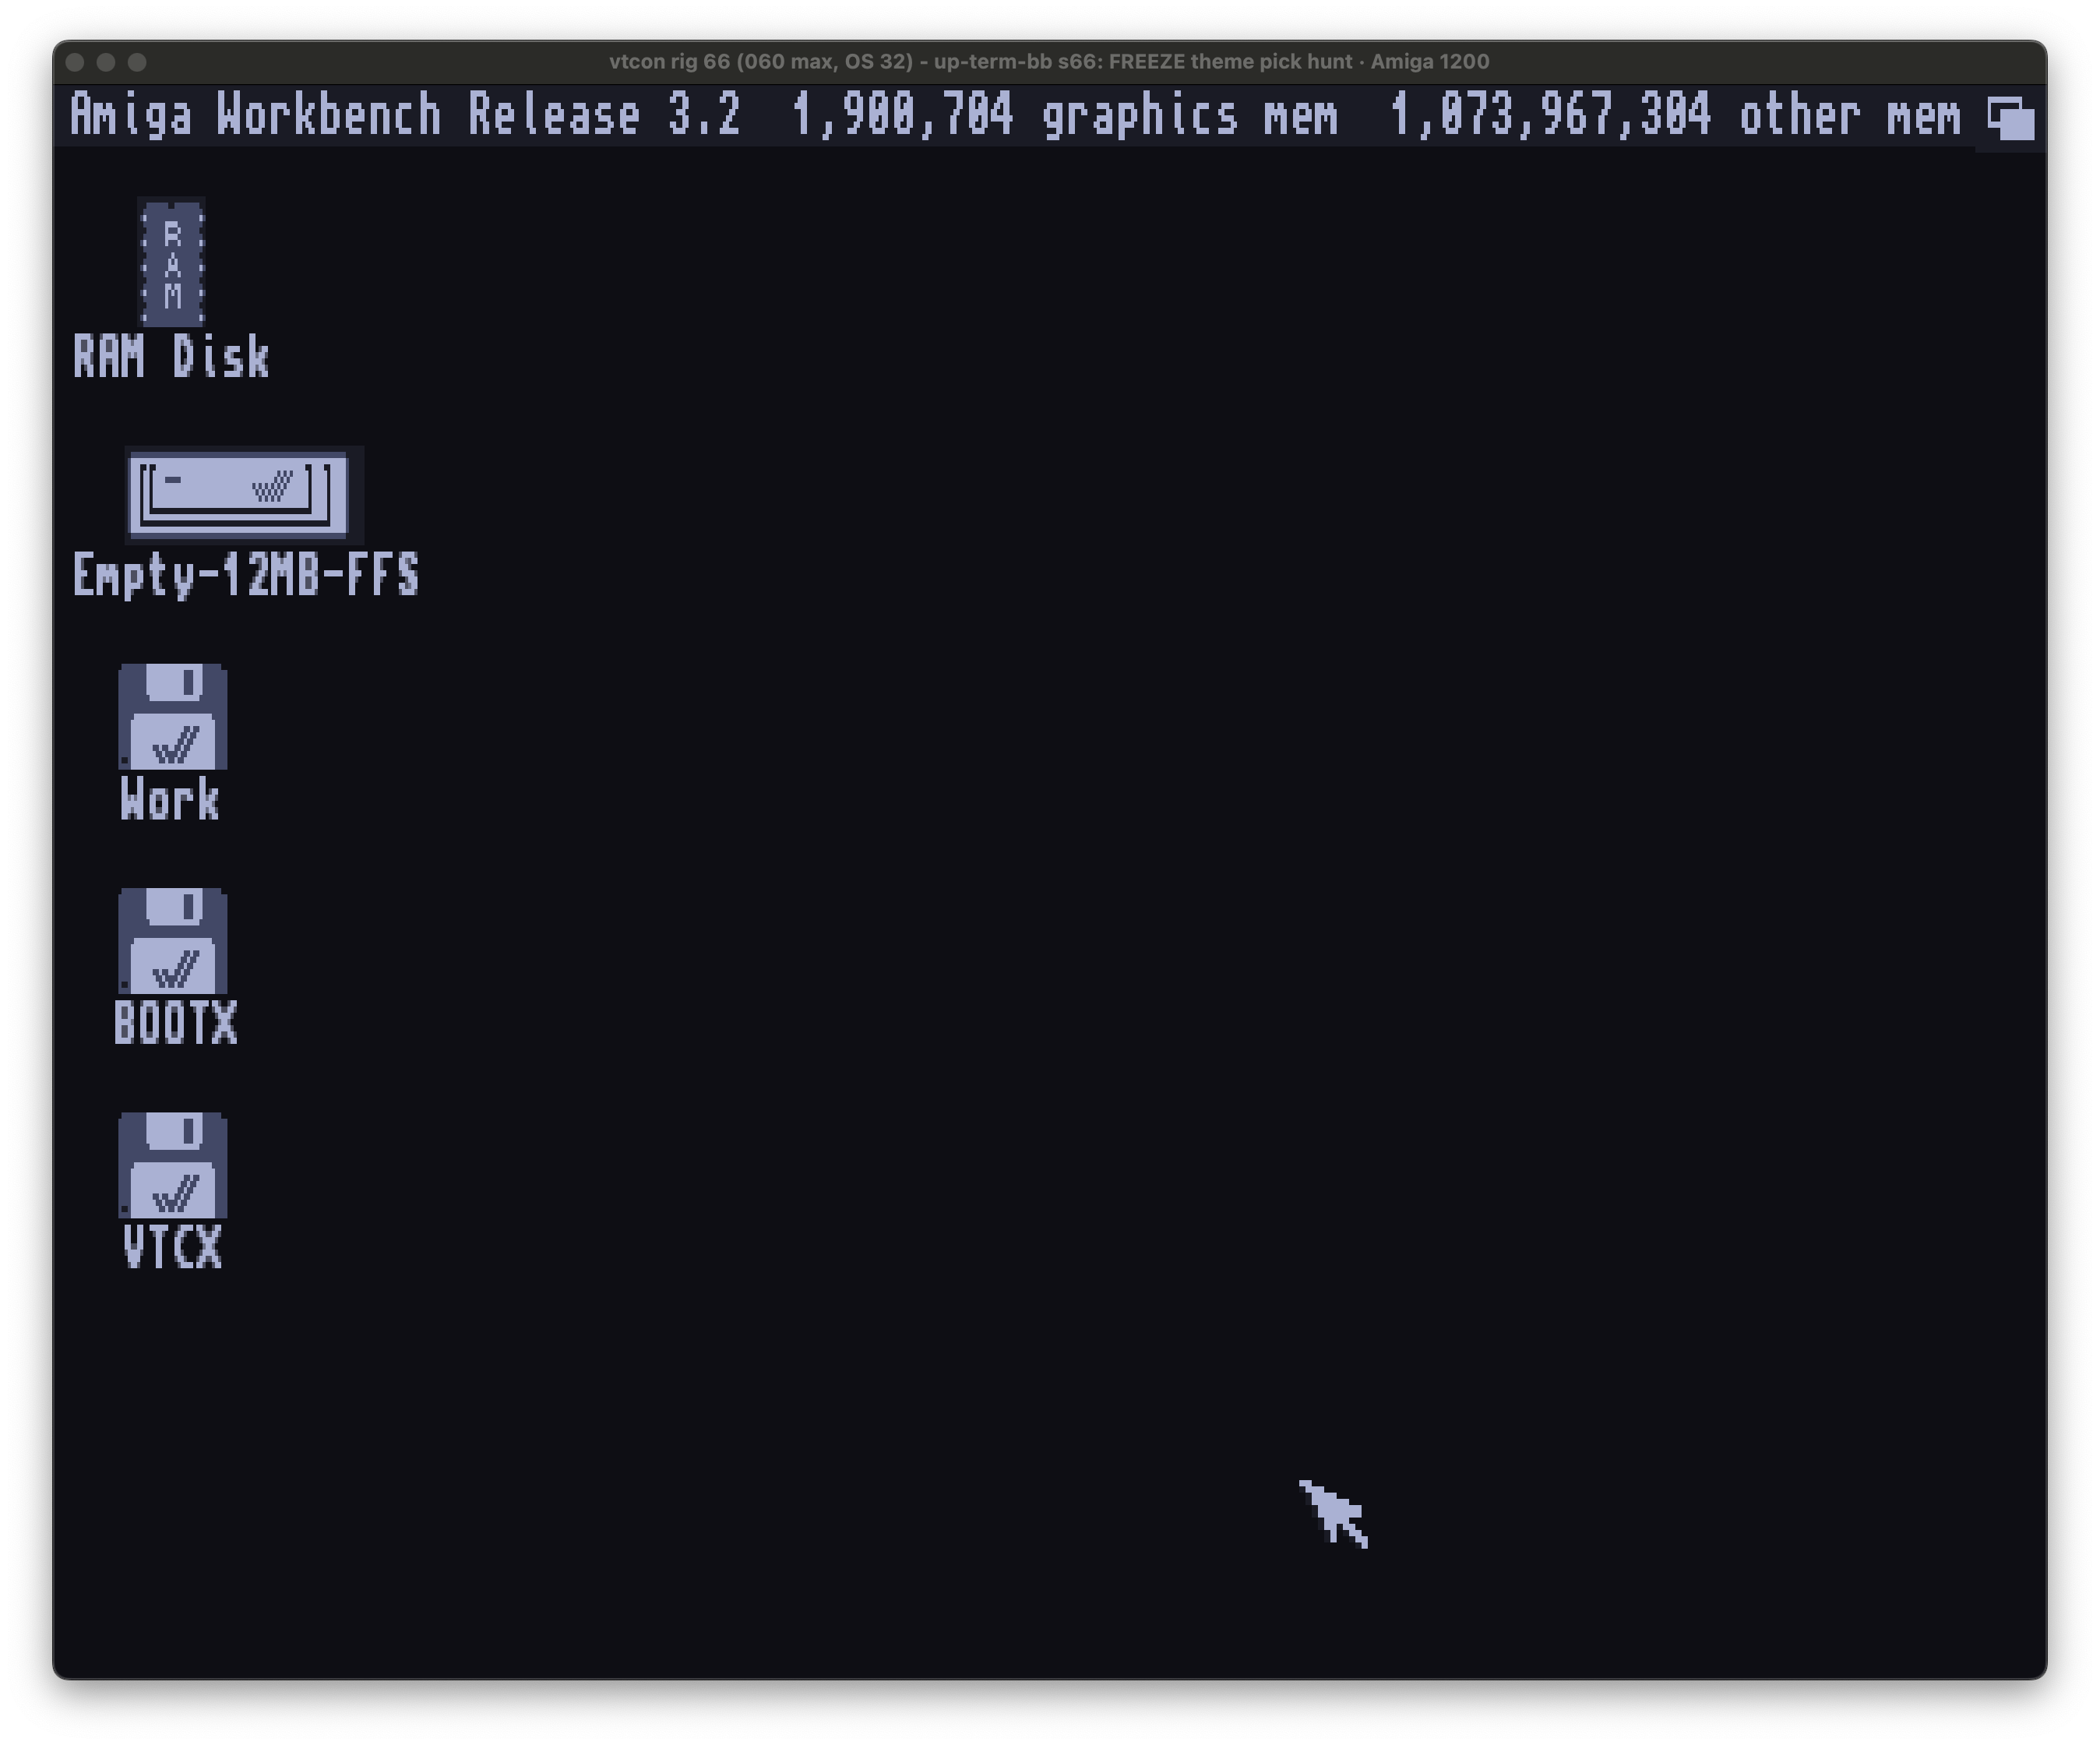 vtcon rig 66 (060 max, OS 32) - up-term-bb s66: FREEZE theme pick hunt · Amiga 1200
Amiga Workbench Release 3.2  1,900,704 graphics mem  1,073,967,304 other mem
RAM
RAM Disk
Empty-12MB-FFS
Work
BOOTX
VTCX